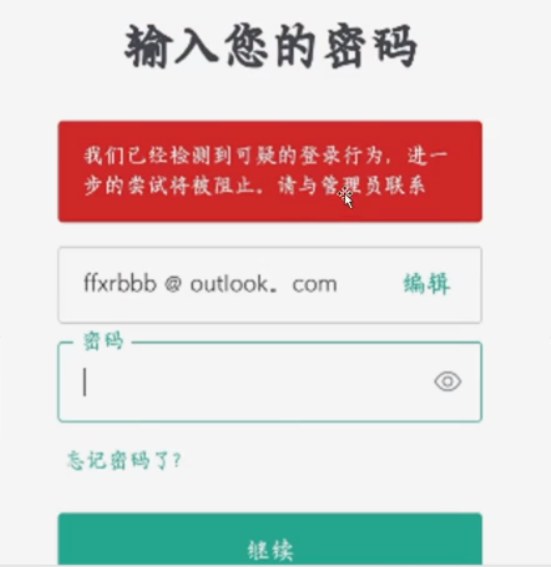 输入您的密码
我们已经检测到可疑的登录行为，进一
步的尝试将被阻止。请与管理员联系
ffxrbbb @ outlook。com 编辑
密码
忘记密码了?
继续